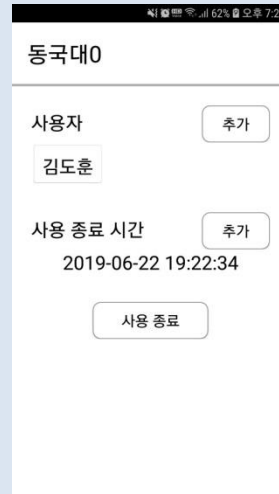 62% 오후 7:2
동국대0
사용자 추가
김도훈
사용 종료 시간 추가
2019-06-22 19:22:34
사용 종료